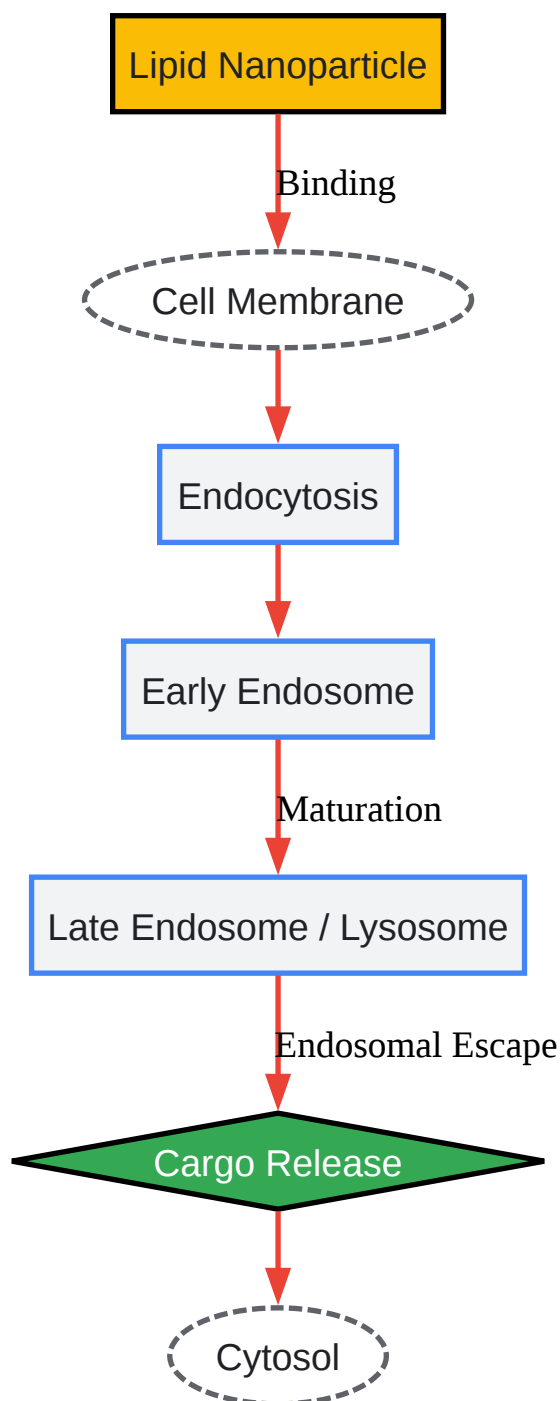 Lipid Nanoparticle
Binding
Cell Membrane
Endocytosis
Early Endosome
Maturation
Late Endosome / Lysosome
Endosomal Escape
Cargo Release
Cytosol